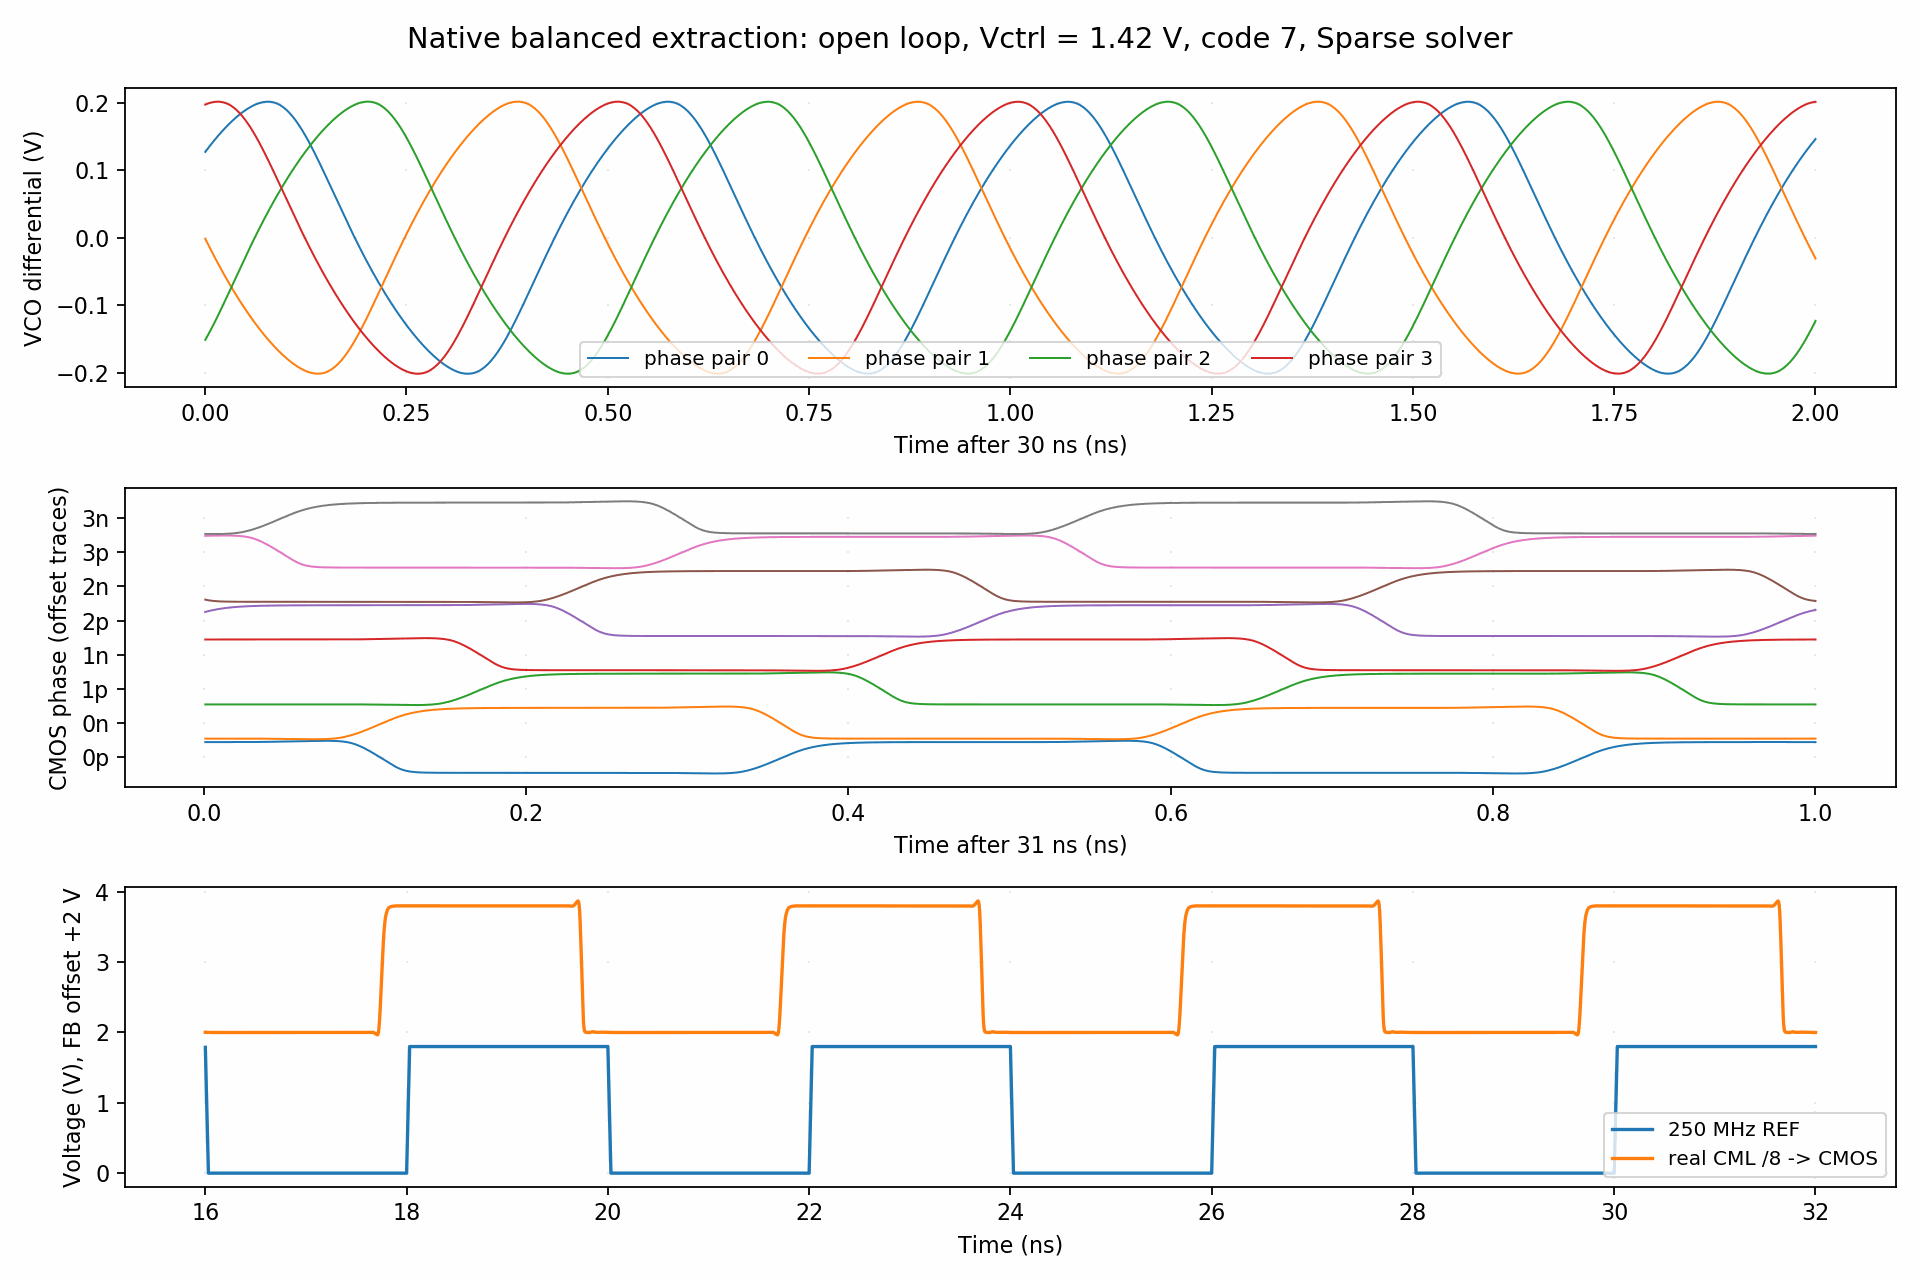 Native balanced extraction: open loop, Vctrl = 1.42 V, code 7, Sparse solver
VCO differential (V)
0.2
0.1
0.0
−0.1
−0.2
phase pair 0
phase pair 1
phase pair 2
phase pair 3
0.00 0.25 0.50 0.75 1.00 1.25 1.50 1.75 2.00
Time after 30 ns (ns)
CMOS phase (offset traces)
3n
3p
2n
2p
1n
1p
0n
0p
0.0 0.2 0.4 0.6 0.8 1.0
Time after 31 ns (ns)
Voltage (V), FB offset +2 V
4
3
2
1
0
250 MHz REF
real CML /8 -> CMOS
16 18 20 22 24 26 28 30 32
Time (ns)